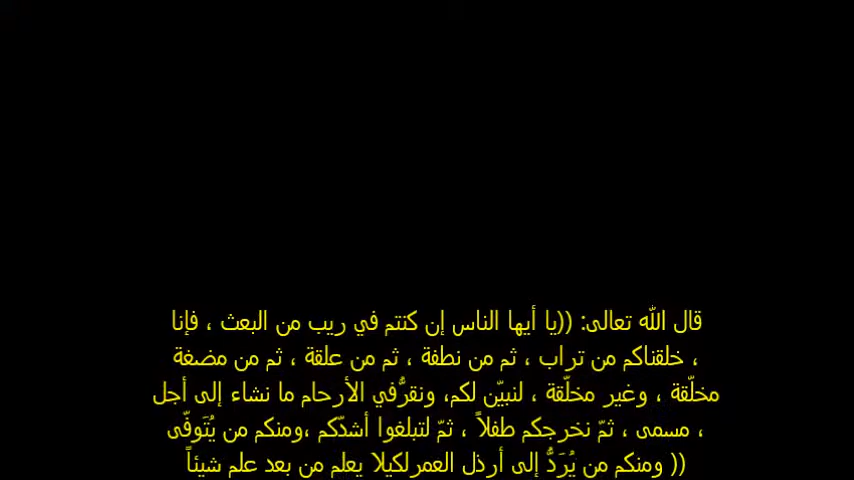 قال الله تعالى: ((يا أيها الناس إن كنتم في ريب من البعث ، فإنا
، خلقناكم من تراب ، ثم من نطفة ، ثم من علقة ، ثم من مضغة
مخلّقة ، وغير مخلّقة ، لنبيّن لكم، ونقرُّفي الأرحام ما نشاء إلى أجل
، مسمى ، ثمّ نخرجكم طفلاً ، ثمّ لتبلغوا أشدّكم ،ومنكم من يُتَوفّى
(( ومنكم من يُرَدُّ إلى أرذل العمرلكيلا يعلم من بعد علم شيئاً